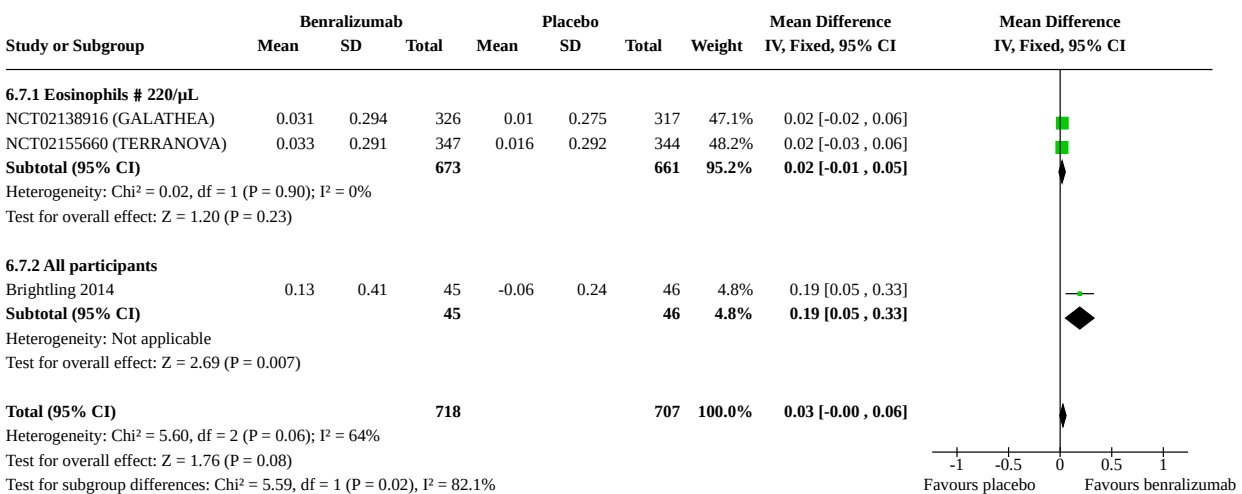 Benralizumab Placebo Mean Difference Mean Difference
Study or Subgroup Mean SD Total Mean SD Total Weight IV, Fixed, 95% CI IV, Fixed, 95% CI
6.7.1 Eosinophils # 220/µL
NCT02138916 (GALATHEA) 0.031 0.294 326 0.01 0.275 317 47.1% 0.02 [-0.02 , 0.06]
NCT02155660 (TERRANOVA) 0.033 0.291 347 0.016 0.292 344 48.2% 0.02 [-0.03 , 0.06]
Subtotal (95% CI) 673 661 95.2% 0.02 [-0.01 , 0.05]
Heterogeneity: Chi² = 0.02, df = 1 (P = 0.90); I² = 0%
Test for overall effect: Z = 1.20 (P = 0.23)
6.7.2 All participants
Brightling 2014 0.13 0.41 45 -0.06 0.24 46 4.8% 0.19 [0.05 , 0.33]
Subtotal (95% CI) 45 46 4.8% 0.19 [0.05 , 0.33]
Heterogeneity: Not applicable
Test for overall effect: Z = 2.69 (P = 0.007)
Total (95% CI) 718 707 100.0% 0.03 [-0.00 , 0.06]
Heterogeneity: Chi² = 5.60, df = 2 (P = 0.06); I² = 64%
Test for overall effect: Z = 1.76 (P = 0.08)
Test for subgroup differences: Chi² = 5.59, df = 1 (P = 0.02), I² = 82.1%
-1 -0.5 0 0.5 1
Favours placebo Favours benralizumab